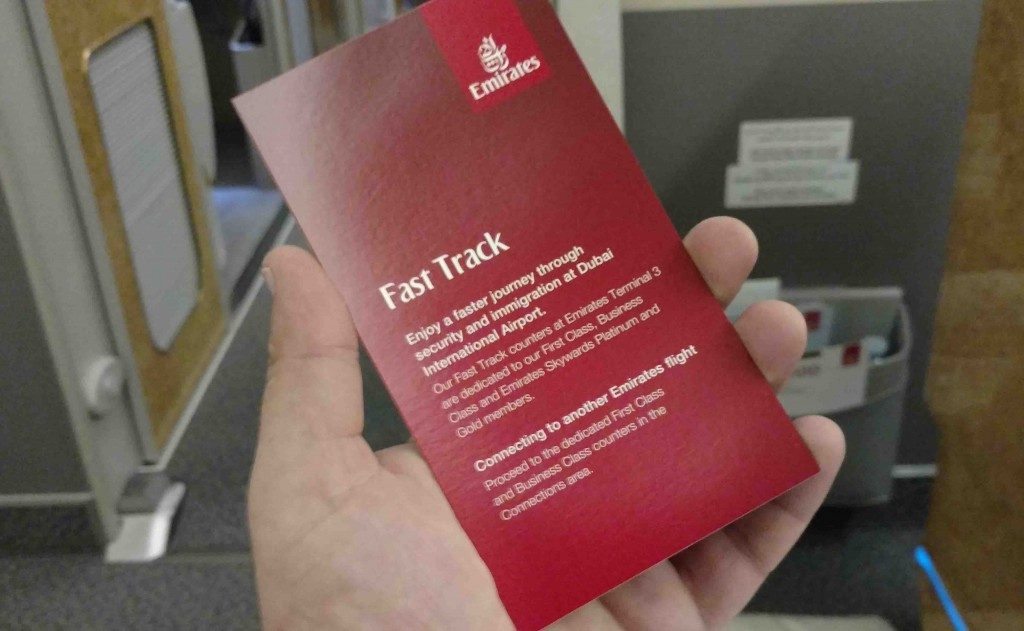 Emirates
Fast Track
Enjoy a faster journey through
security and immigration at Dubai
International Airport.
Our Fast Track counters at Emirates Terminal 3
are dedicated to our First Class, Business
Class and Emirates Skywards Platinum and
Gold members.
Connecting to another Emirates flight
Proceed to the dedicated First Class
and Business Class counters in the
Connections area.